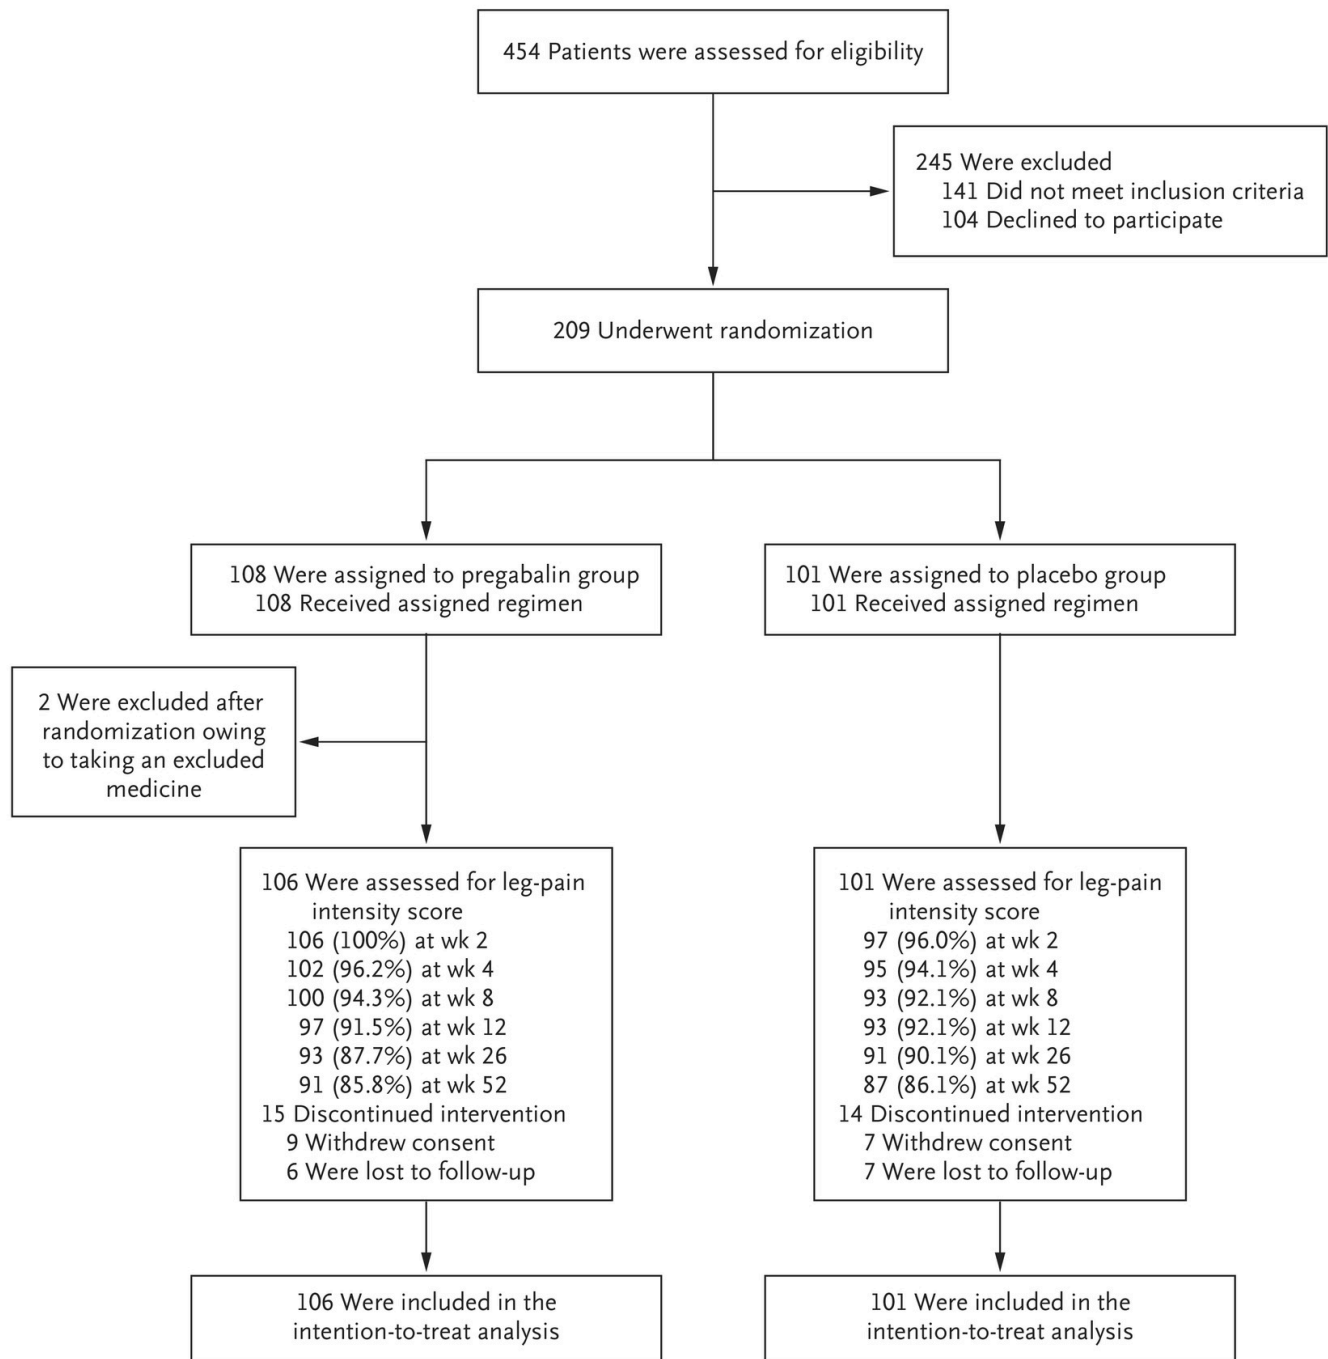 454 Patients were assessed for eligibility
245 Were excluded
141 Did not meet inclusion criteria
104 Declined to participate
209 Underwent randomization
108 Were assigned to pregabalin group
108 Received assigned regimen
101 Were assigned to placebo group
101 Received assigned regimen
2 Were excluded after
randomization owing
to taking an excluded
medicine
106 Were assessed for leg-pain
intensity score
106 (100%) at wk 2
102 (96.2%) at wk 4
100 (94.3%) at wk 8
97 (91.5%) at wk 12
93 (87.7%) at wk 26
91 (85.8%) at wk 52
15 Discontinued intervention
9 Withdrew consent
6 Were lost to follow-up
101 Were assessed for leg-pain
intensity score
97 (96.0%) at wk 2
95 (94.1%) at wk 4
93 (92.1%) at wk 8
93 (92.1%) at wk 12
91 (90.1%) at wk 26
87 (86.1%) at wk 52
14 Discontinued intervention
7 Withdrew consent
7 Were lost to follow-up
106 Were included in the
intention-to-treat analysis
101 Were included in the
intention-to-treat analysis